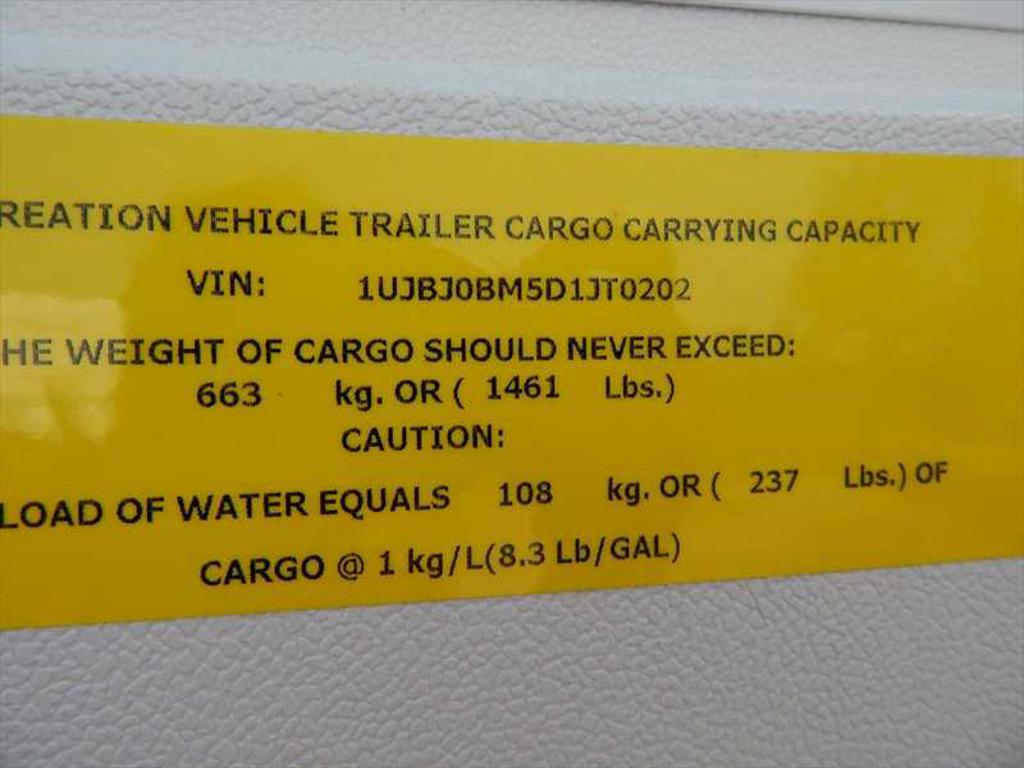 REATION VEHICLE TRAILER CARGO CARRYING CAPACITY
VIN: 1UJBJ0BM5D1JT0202
HE WEIGHT OF CARGO SHOULD NEVER EXCEED:
663 kg. OR ( 1461 Lbs.)
CAUTION:
LOAD OF WATER EQUALS 108 kg. OR ( 237 Lbs.) OF
CARGO @ 1 kg/L(8.3 Lb/GAL)